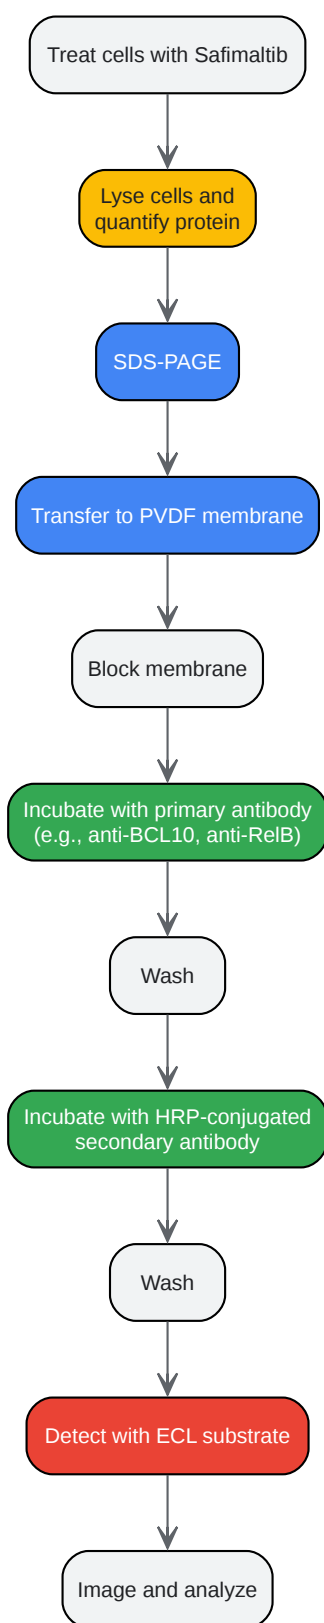 Treat cells with Safimaltib
Lyse cells and
quantify protein
SDS-PAGE
Transfer to PVDF membrane
Block membrane
Incubate with primary antibody
(e.g., anti-BCL10, anti-RelB)
Wash
Incubate with HRP-conjugated
secondary antibody
Wash
Detect with ECL substrate
Image and analyze